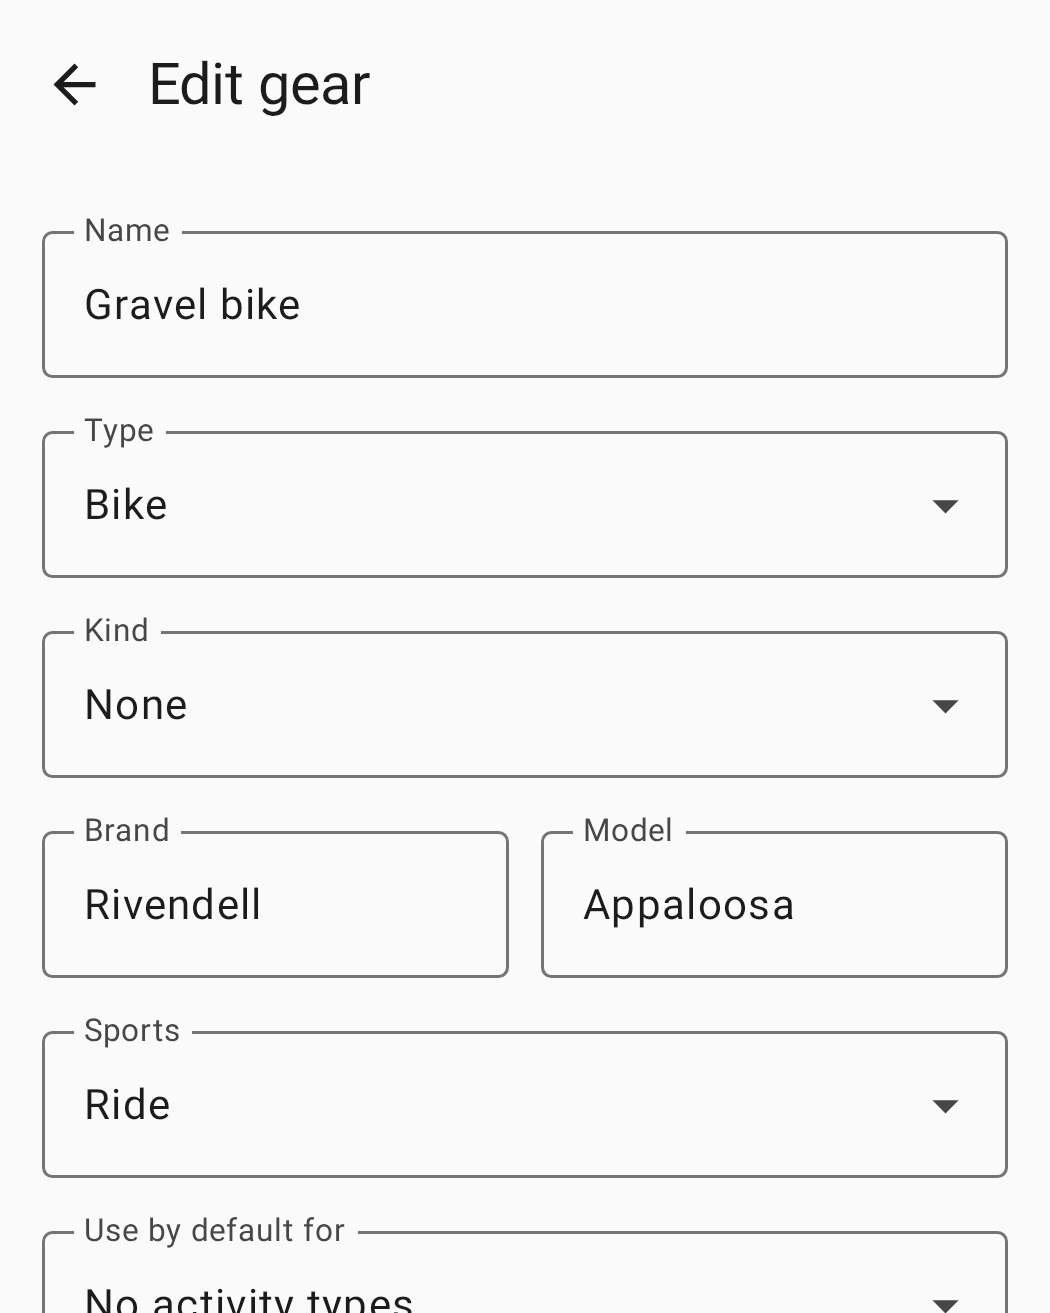 Edit gear
Name
Gravel bike
Type
Bike
Kind
None
Brand
Rivendell
Model
Appaloosa
Sports
Ride
Use by default for
No activity types